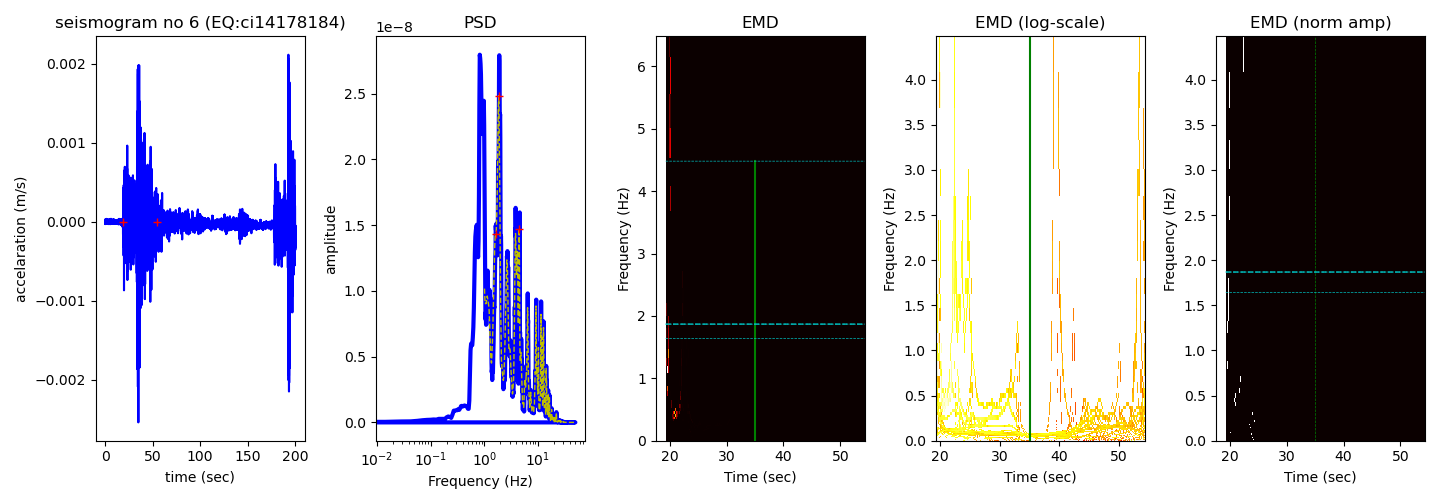 seismogram no 6 (EQ:ci14178184)
accelaration (m/s)
0.002
0.001
0.000
−0.001
−0.002
0 50 100 150 200
time (sec)
PSD
1e−8
amplitude
2.5
2.0
1.5
1.0
0.5
0.0
10⁻² 10⁻¹ 10⁰ 10¹
Frequency (Hz)
EMD
Frequency (Hz)
6
5
4
3
2
1
0
20 30 40 50
Time (sec)
EMD (log-scale)
Frequency (Hz)
4.0
3.5
3.0
2.5
2.0
1.5
1.0
0.5
0.0
20 30 40 50
Time (sec)
EMD (norm amp)
Frequency (Hz)
4.0
3.5
3.0
2.5
2.0
1.5
1.0
0.5
0.0
20 30 40 50
Time (sec)